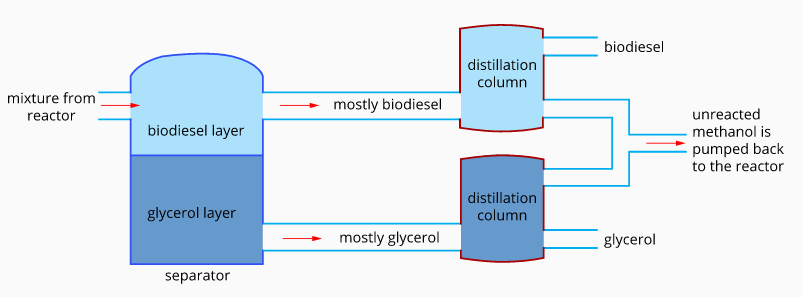 mixture from
reactor
biodiesel layer
glycerol layer
separator
mostly biodiesel
mostly glycerol
distillation
column
biodiesel
distillation
column
glycerol
unreacted
methanol is
pumped back
to the reactor